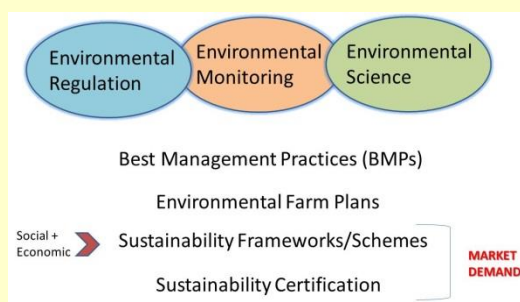 Environmental
Regulation
Environmental
Monitoring
Environmental
Science
Best Management Practices (BMPs)
Environmental Farm Plans
Social +
Economic
Sustainability Frameworks/Schemes
Sustainability Certification
MARKET
DEMAND